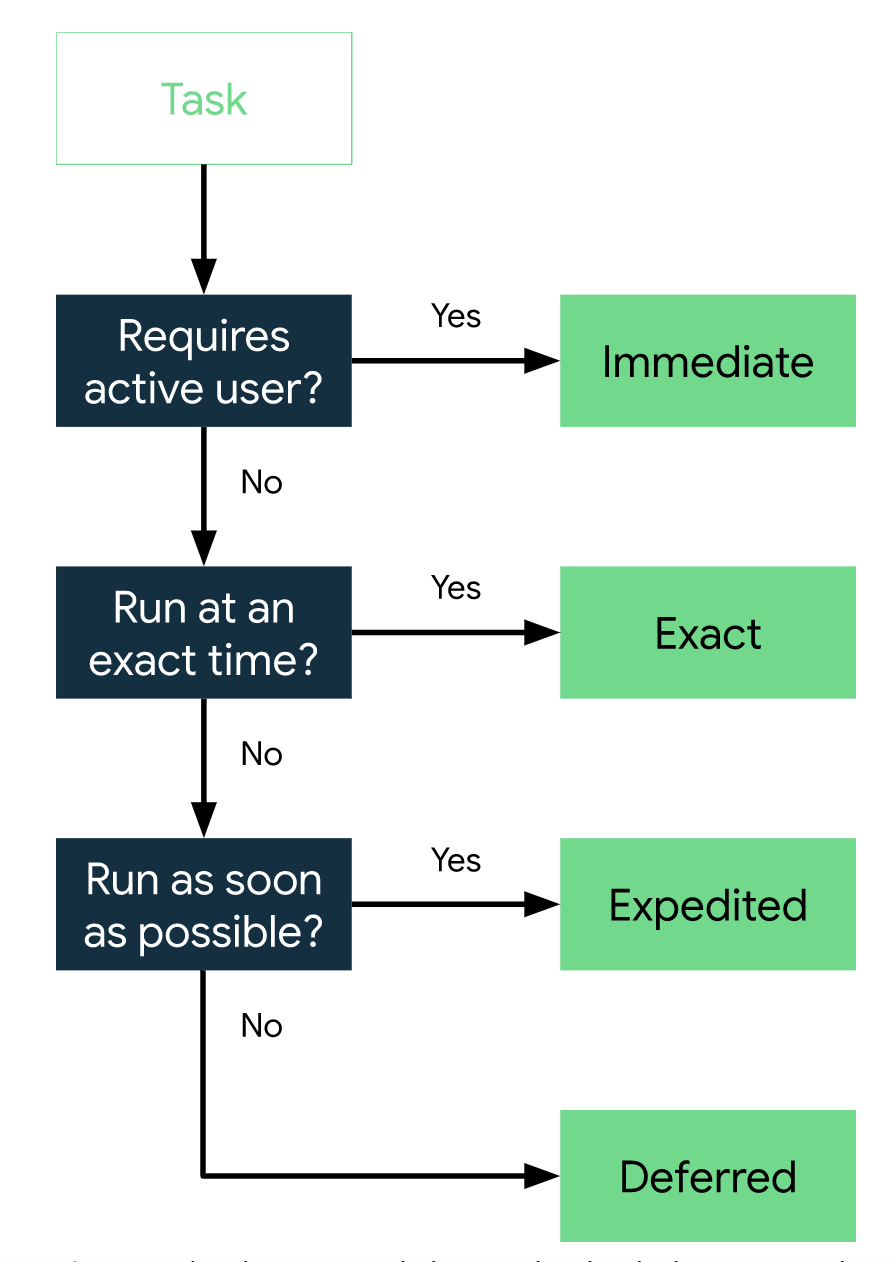 Task
Requires
active user?
Yes
Immediate
No
Run at an
exact time?
Yes
Exact
No
Run as soon
as possible?
Yes
Expedited
No
Deferred